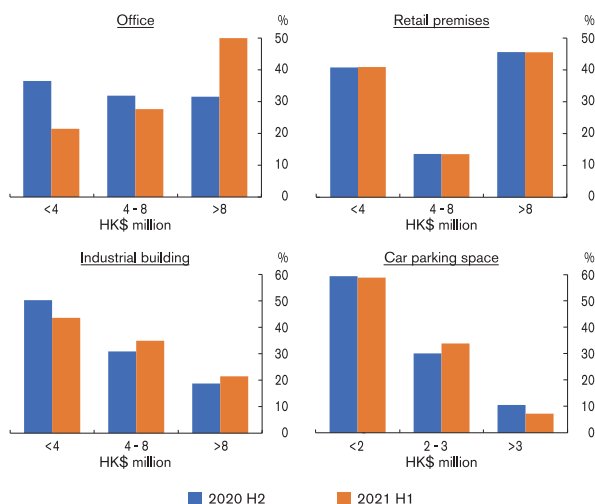 Office
%
50
40
30
20
10
0
<4 4 - 8 >8
HK$ million
Retail premises
%
50
40
30
20
10
0
<4 4 - 8 >8
HK$ million
Industrial building
%
60
50
40
30
20
10
0
<4 4 - 8 >8
HK$ million
Car parking space
%
60
50
40
30
20
10
0
<2 2 - 3 >3
HK$ million
2020 H2 2021 H1